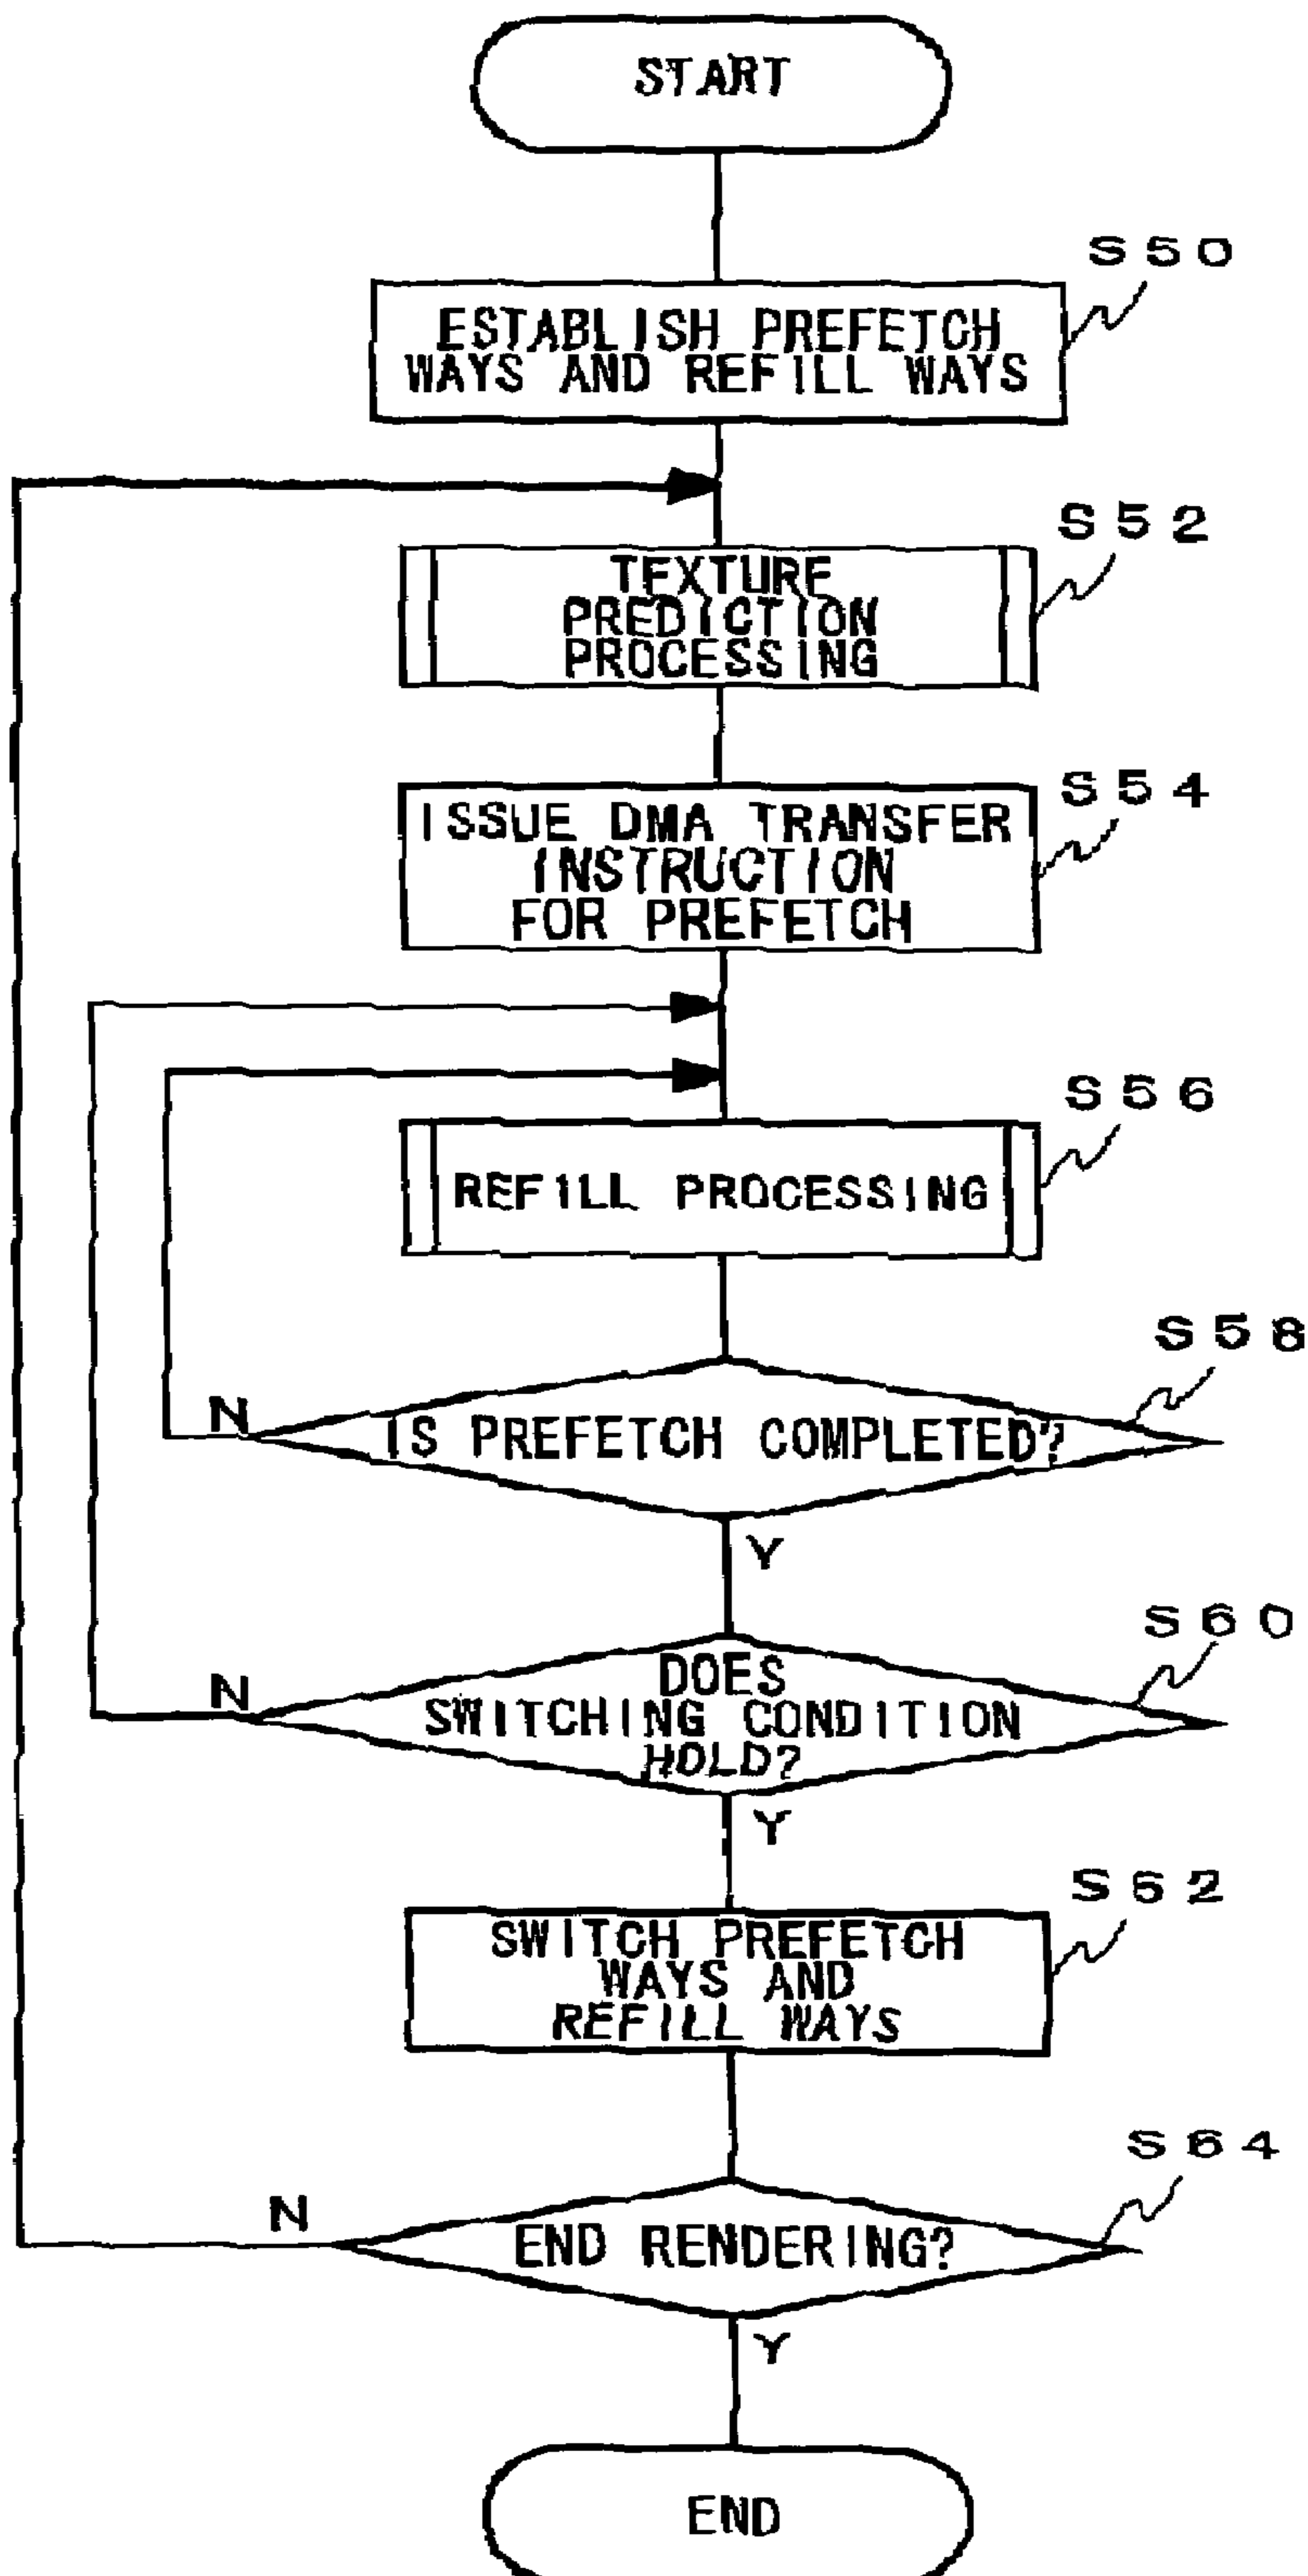 START
S50
ESTABLISH PREFETCH
WAYS AND REFILL WAYS
S52
TEXTURE
PREDICTION
PROCESSING
S54
ISSUE DMA TRANSFER
INSTRUCTION
FOR PREFETCH
S56
REFILL PROCESSING
S58
N
IS PREFETCH COMPLETED?
Y
S60
N
DOES
SWITCHING CONDITION
HOLD?
Y
S62
SWITCH PREFETCH
WAYS AND
REFILL WAYS
S64
N
END RENDERING?
Y
END